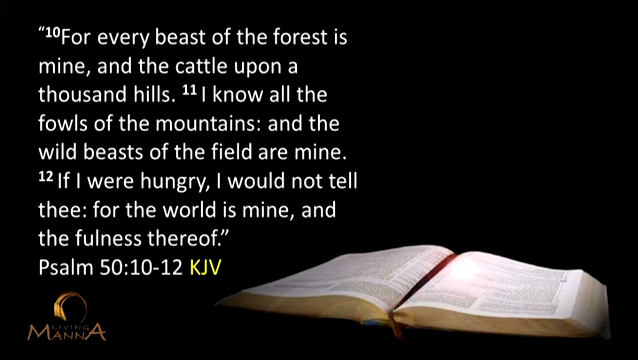 “¹⁰For every beast of the forest is
mine, and the cattle upon a
thousand hills. ¹¹ I know all the
fowls of the mountains: and the
wild beasts of the field are mine.
¹² If I were hungry, I would not tell
thee: for the world is mine, and
the fulness thereof.”
Psalm 50:10-12 KJV
LIVING
MANNA